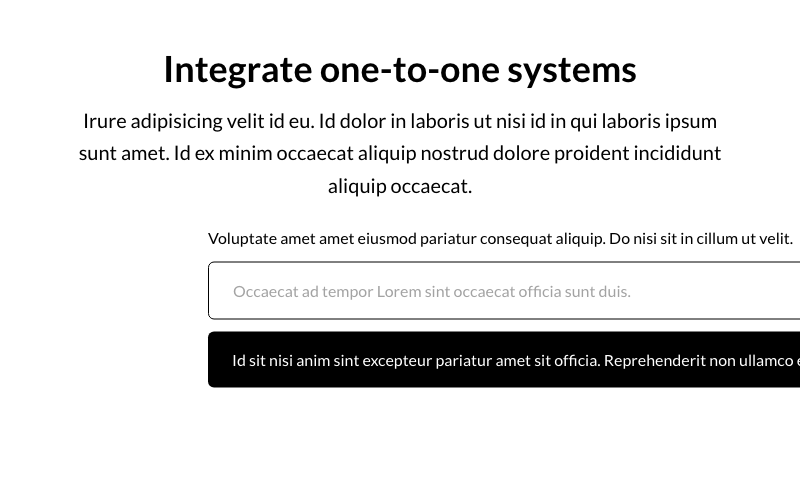 Integrate one-to-one systems
Irure adipisicing velit id eu. Id dolor in laboris ut nisi id in qui laboris ipsum
sunt amet. Id ex minim occaecat aliquip nostrud dolore proident incididunt
aliquip occaecat.
Voluptate amet amet eiusmod pariatur consequat aliquip. Do nisi sit in cillum ut velit.
Occaecat ad tempor Lorem sint occaecat officia sunt duis.
Id sit nisi anim sint excepteur pariatur amet sit officia. Reprehenderit non ullamco